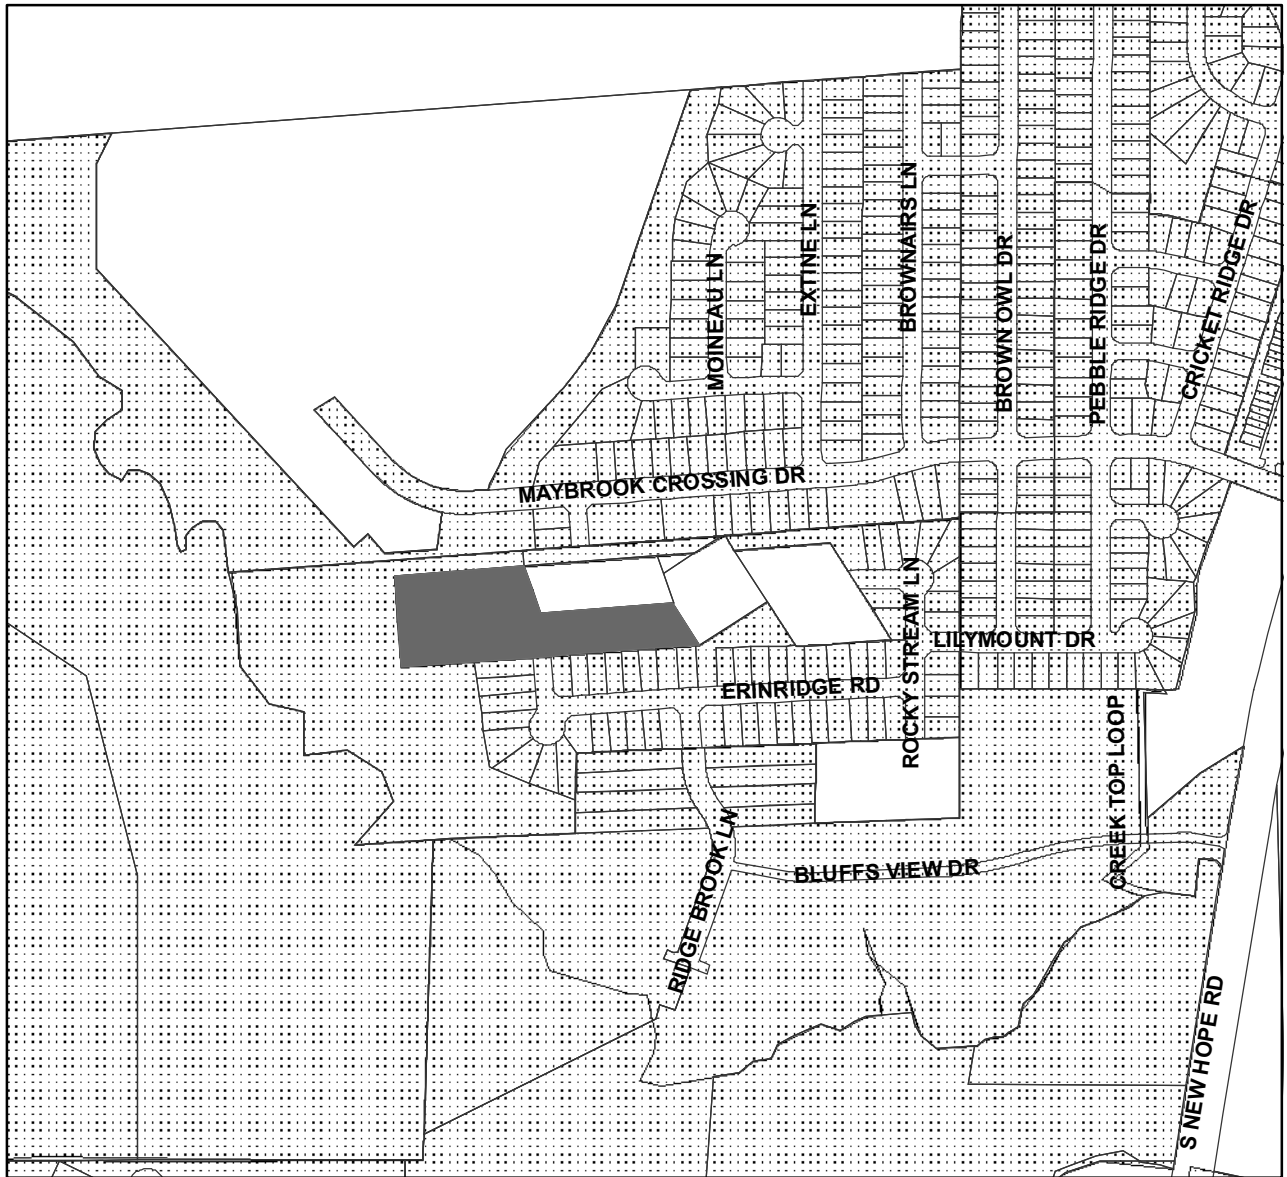 EXTINE LN
BROWNAIRS LN
MOINEAU LN
BROWN OWL DR
PEBBLE RIDGE DR
CRICKET RIDGE DR
MAYBROOK CROSSING DR
ROCKY STREAM LN
LILYMOUNT DR
ERINRIDGE RD
CREEK TOP LOOP
RIDGE BROOK LN
BLUFFS VIEW DR
S NEW HOPE RD